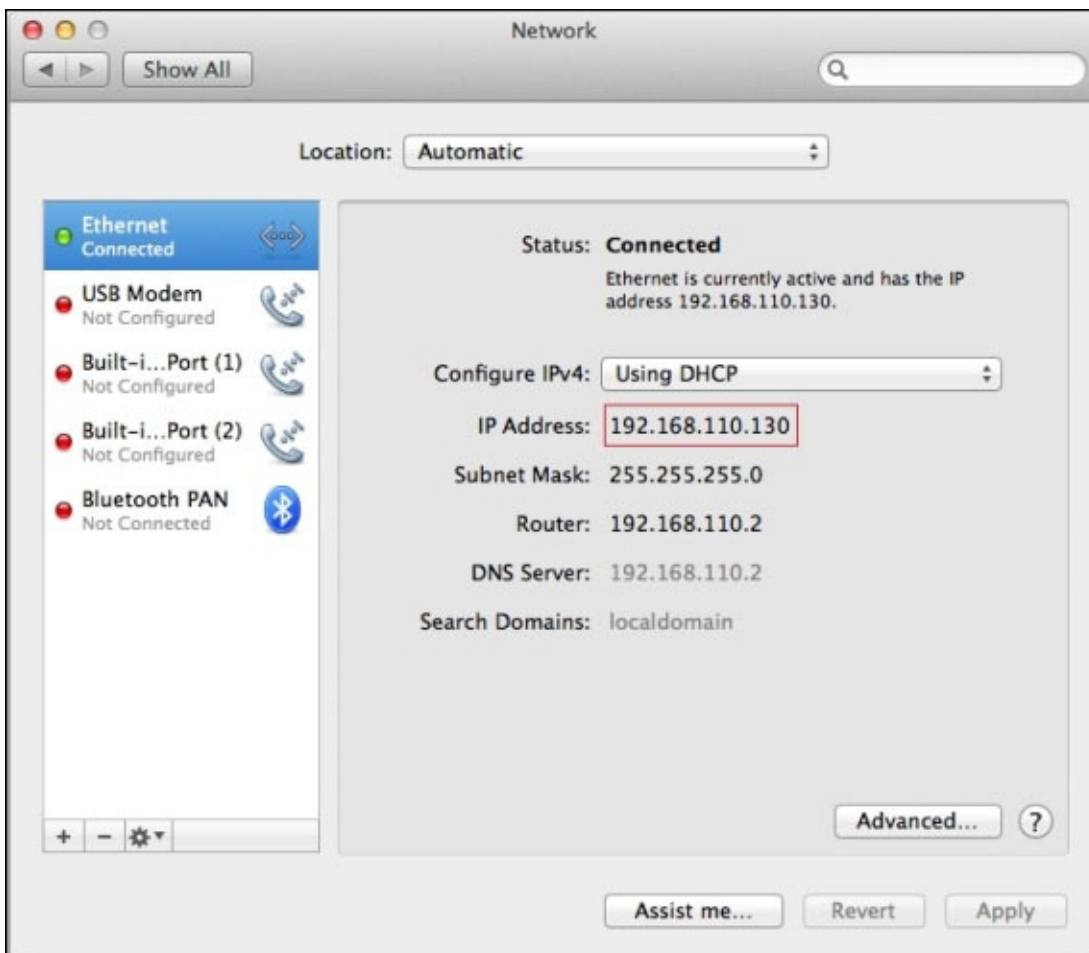 Network
Show All
Location: Automatic
Ethernet
Connected
USB Modem
Not Configured
Built-i...Port (1)
Not Configured
Built-i...Port (2)
Not Configured
Bluetooth PAN
Not Connected
Status: Connected
Ethernet is currently active and has the IP
address 192.168.110.130.
Configure IPv4: Using DHCP
IP Address: 192.168.110.130
Subnet Mask: 255.255.255.0
Router: 192.168.110.2
DNS Server: 192.168.110.2
Search Domains: localdomain
Advanced... ?
Assist me... Revert Apply